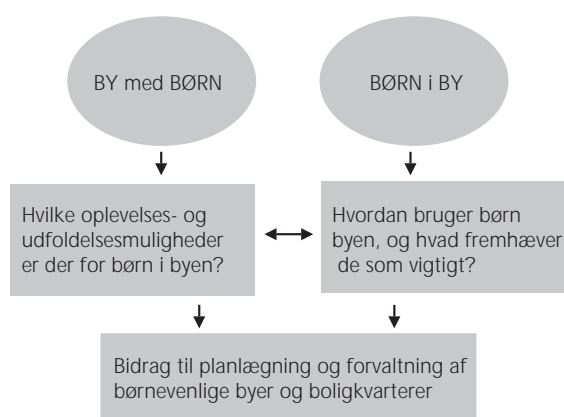 BY med BØRN
BØRN i BY
Hvilke oplevelses- og
udfoldelsesmuligheder
er der for børn i byen?
Hvordan bruger børn
byen, og hvad fremhæver
de som vigtigt?
Bidrag til planlægning og forvaltning af
børnevenlige byer og boligkvarterer